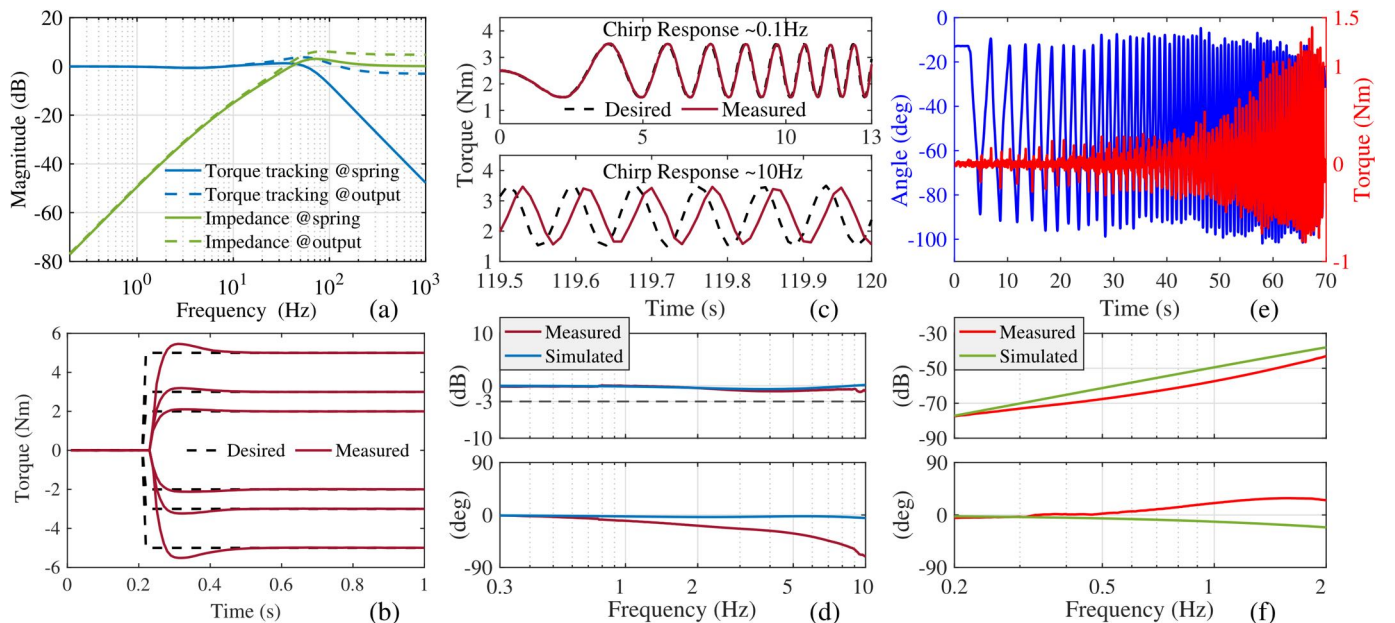 20
0
-20
-40
-60
-80
Magnitude (dB)
Torque tracking @spring
Torque tracking @output
Impedance @spring
Impedance @output
10^0
10^1
10^2
10^3
Frequency (Hz)
(a)
Chirp Response ~0.1Hz
4
3
2
1
Desired
Measured
0
5
10
13
Torque (Nm)
Chirp Response ~10Hz
4
3
2
1
119.5
119.6
119.7
119.8
119.9
120
Time (s)
(c)
0
-20
-40
-60
-80
-100
Angle (deg)
1.5
1
0
-1
Torque (Nm)
0
10
20
30
40
50
60
70
Time (s)
(e)
6
4
2
0
-2
-4
-6
Torque (Nm)
Desired
Measured
0
0.2
0.4
0.6
0.8
1
Time (s)
(b)
Measured
Simulated
10
0
-3
-10
(dB)
90
0
-90
(deg)
0.3
1
2
5
10
Frequency (Hz)
(d)
Measured
Simulated
-30
-50
-70
-90
(dB)
90
0
-90
(deg)
0.2
0.5
1
2
Frequency (Hz)
(f)